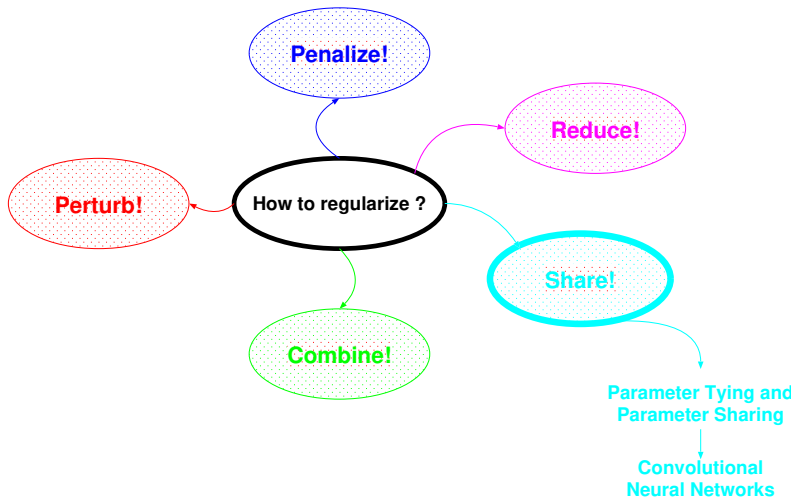 Penalize!
Reduce!
Perturb!
How to regularize ?
Share!
Combine!
Parameter Tying and
Parameter Sharing
Convolutional
Neural Networks